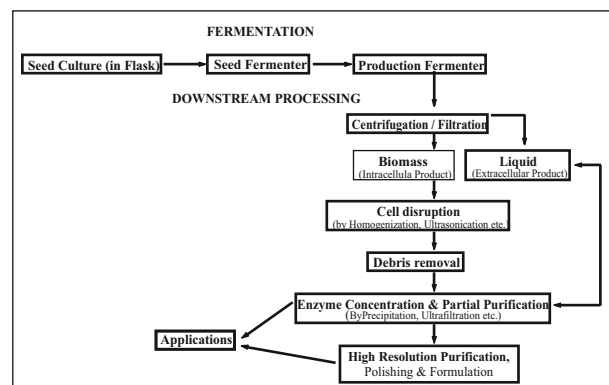 FERMENTATION
Seed Culture (in Flask)
Seed Fermenter
Production Fermenter
DOWNSTREAM PROCESSING
Centrifugation / Filtration
Biomass
(Intracellula Product)
Liquid
(Extracellular Product)
Cell disruption
(by Homogenization, Ultrasonication ete.)
Debris removal
Enzyme Concentration & Partial Purification
(ByPrecipitation, Ultrafiltration etc.)
Applications
High Resolution Purification,
Polishing & Formulation